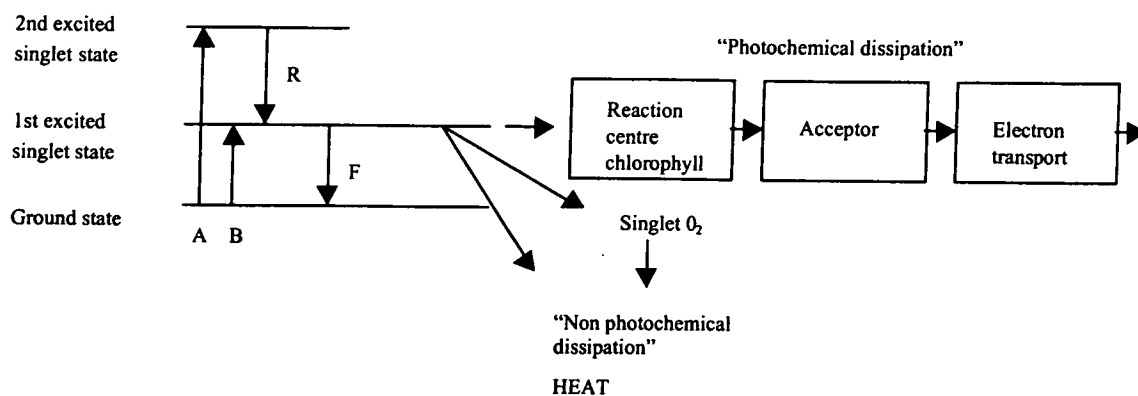 2nd excited
singlet state
"Photochemical dissipation"
R
1st excited
singlet state
Reaction
centre
chlorophyll
Acceptor
Electron
transport
F
Ground state
A B
Singlet 0₂
"Non photochemical
dissipation"
HEAT